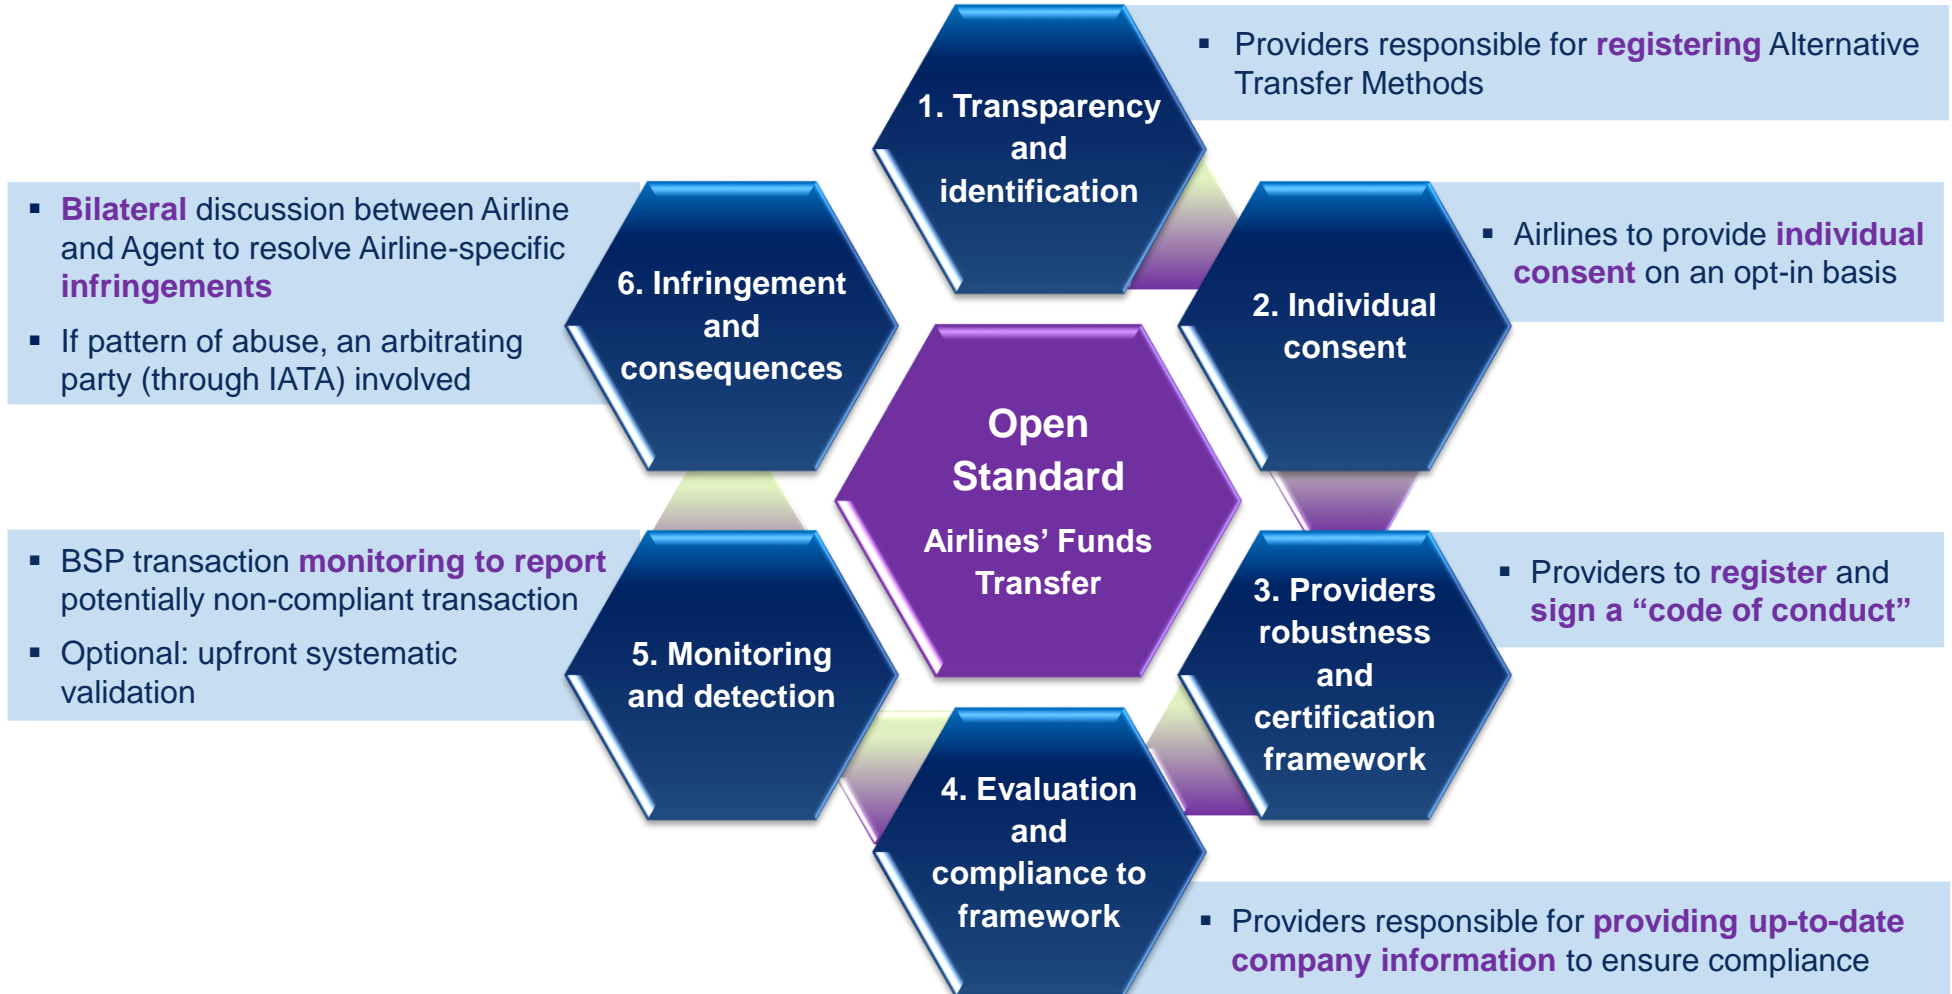 1. Transparency
and
identification
▪ Providers responsible for registering Alternative
Transfer Methods
2. Individual
consent
▪ Airlines to provide individual
consent on an opt-in basis
3. Providers
robustness
and
certification
framework
▪ Providers to register and
sign a “code of conduct”
4. Evaluation
and
compliance to
framework
▪ Providers responsible for providing up-to-date
company information to ensure compliance
5. Monitoring
and detection
▪ BSP transaction monitoring to report
potentially non-compliant transaction
▪ Optional: upfront systematic
validation
6. Infringement
and
consequences
▪ Bilateral discussion between Airline
and Agent to resolve Airline-specific
infringements
▪ If pattern of abuse, an arbitrating
party (through IATA) involved
Open
Standard
Airlines’ Funds
Transfer